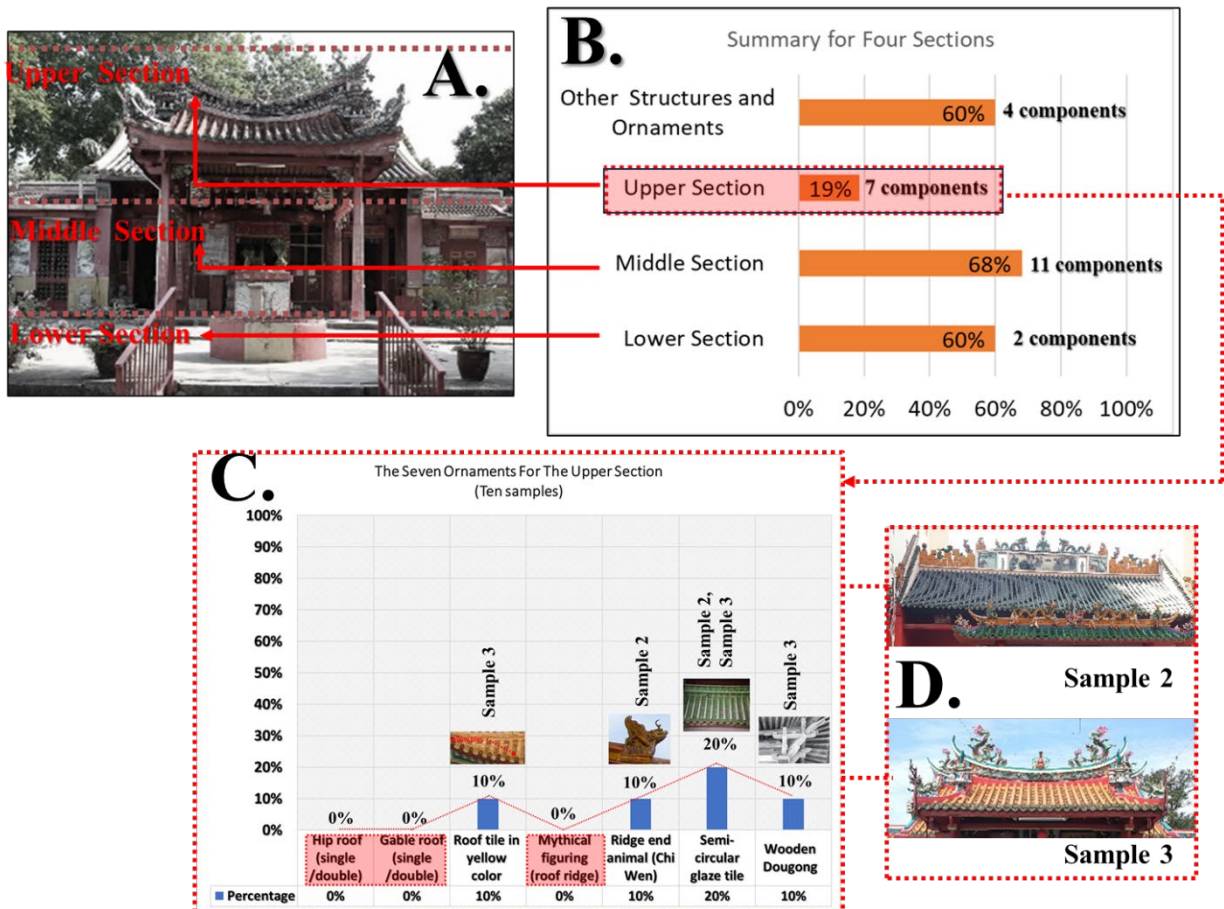 A.
Upper Section
Middle Section
Lower Section
B.
Summary for Four Sections
Other Structures and
Ornaments
60%
4 components
Upper Section
19%
7 components
Middle Section
68%
11 components
Lower Section
60%
2 components
0% 20% 40% 60% 80% 100%
C.
The Seven Ornaments For The Upper Section
(Ten samples)
100%
90%
80%
70%
60%
50%
40%
30%
20%
10%
0%
0%
0%
Sample 3
10%
0%
Sample 2
10%
Sample 2,
Sample 3
20%
Sample 3
10%
Hip roof
(single
/double)
Gable roof
(single
/double)
Roof tile in
yellow
color
Mythical
figuring
(roof ridge)
Ridge end
animal (Chi
Wen)
Semi-
circular
glaze tile
Wooden
Dougong
Percentage 0% 0% 10% 0% 10% 20% 10%
D.
Sample 2
Sample 3